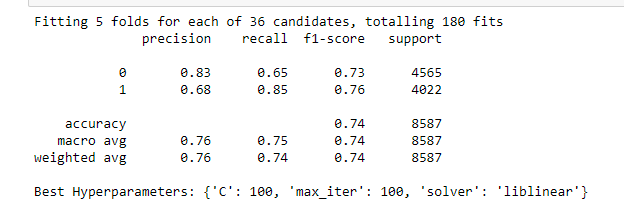 Fitting 5 folds for each of 36 candidates, totalling 180 fits
precision recall f1-score support
0 0.83 0.65 0.73 4565
1 0.68 0.85 0.76 4022
accuracy 0.74 8587
macro avg 0.76 0.75 0.74 8587
weighted avg 0.76 0.74 0.74 8587
Best Hyperparameters: {'C': 100, 'max_iter': 100, 'solver': 'liblinear'}